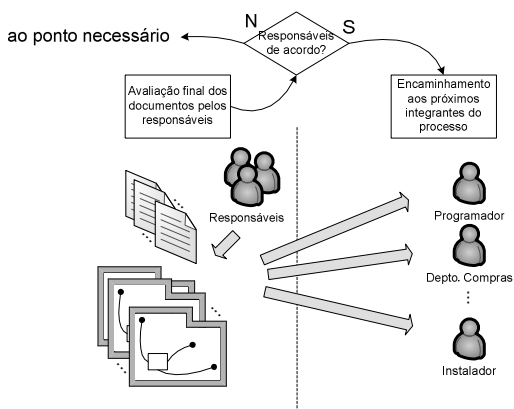 N
S
ao ponto necessário
Responsáveis
de acordo?
Avaliação final dos
documentos pelos
responsáveis
Encaminhamento
aos próximos
integrantes do
processo
Responsáveis
Programador
Depto. Compras
Instalador